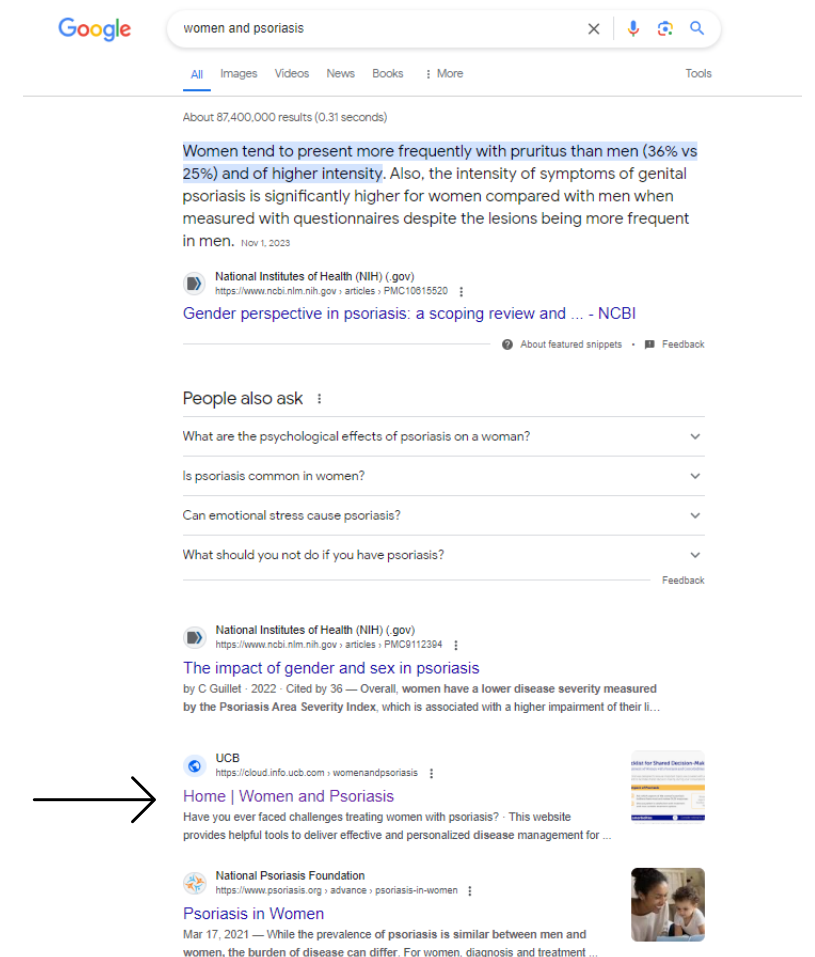 Google
women and psoriasis
All Images Videos News Books More Tools
About 87,400,000 results (0.31 seconds)
Women tend to present more frequently with pruritus than men (36% vs
25%) and of higher intensity. Also, the intensity of symptoms of genital
psoriasis is significantly higher for women compared with men when
measured with questionnaires despite the lesions being more frequent
in men. Nov 1, 2023
National Institutes of Health (NIH) (.gov)
https://www.ncbi.nlm.nih.gov › articles › PMC10615520
Gender perspective in psoriasis: a scoping review and ... - NCBI
About featured snippets • Feedback
People also ask
What are the psychological effects of psoriasis on a woman?
Is psoriasis common in women?
Can emotional stress cause psoriasis?
What should you not do if you have psoriasis?
Feedback
National Institutes of Health (NIH) (.gov)
https://www.ncbi.nlm.nih.gov › articles › PMC9112394
The impact of gender and sex in psoriasis
by C Guillet · 2022 · Cited by 36 — Overall, women have a lower disease severity measured
by the Psoriasis Area Severity Index, which is associated with a higher impairment of their li...
UCB
https://cloud.info.ucb.com › womenandpsoriasis
Home | Women and Psoriasis
Have you ever faced challenges treating women with psoriasis? · This website
provides helpful tools to deliver effective and personalized disease management for ...
for Shared Decision-Mak
National Psoriasis Foundation
https://www.psoriasis.org › advance › psoriasis-in-women
Psoriasis in Women
Mar 17, 2021 — While the prevalence of psoriasis is similar between men and
women, the burden of disease can differ. For women, diagnosis and treatment ...